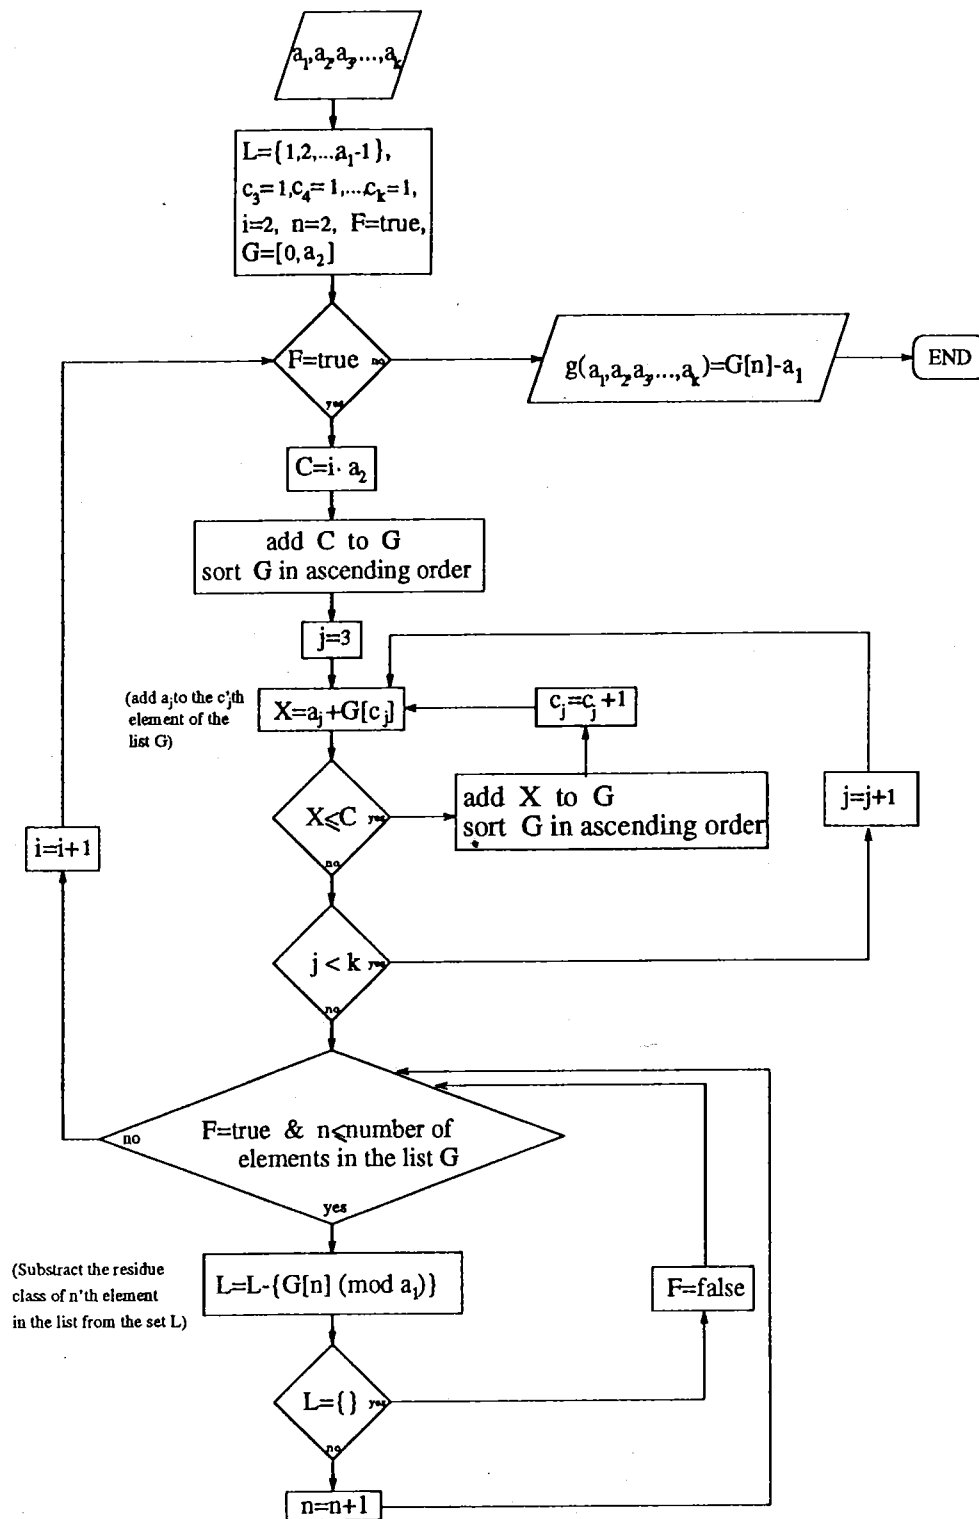 a₁,a₂,a₃,...,aₖ
L={1,2,...,a₁-1},
c₃=1,c₄=1,...,cₖ=1,
i=2, n=2, F=true,
G=[0,a₂]
F=true
no
yes
g(a₁,a₂,a₃,...,aₖ)=G[n]-a₁
END
C=i· a₂
add C to G
sort G in ascending order
j=3
(add aⱼ to the c'ⱼth
element of the
list G)
X=aⱼ+G[cⱼ]
cⱼ=cⱼ+1
X⩽C
yes
no
add X to G
sort G in ascending order
j=j+1
i=i+1
j < k
yes
no
F=true & n⩽number of
elements in the list G
no
yes
(Substract the residue
class of n'th element
in the list from the set L)
L=L-{G[n] (mod a₁)}
F=false
L={}
yes
no
n=n+1